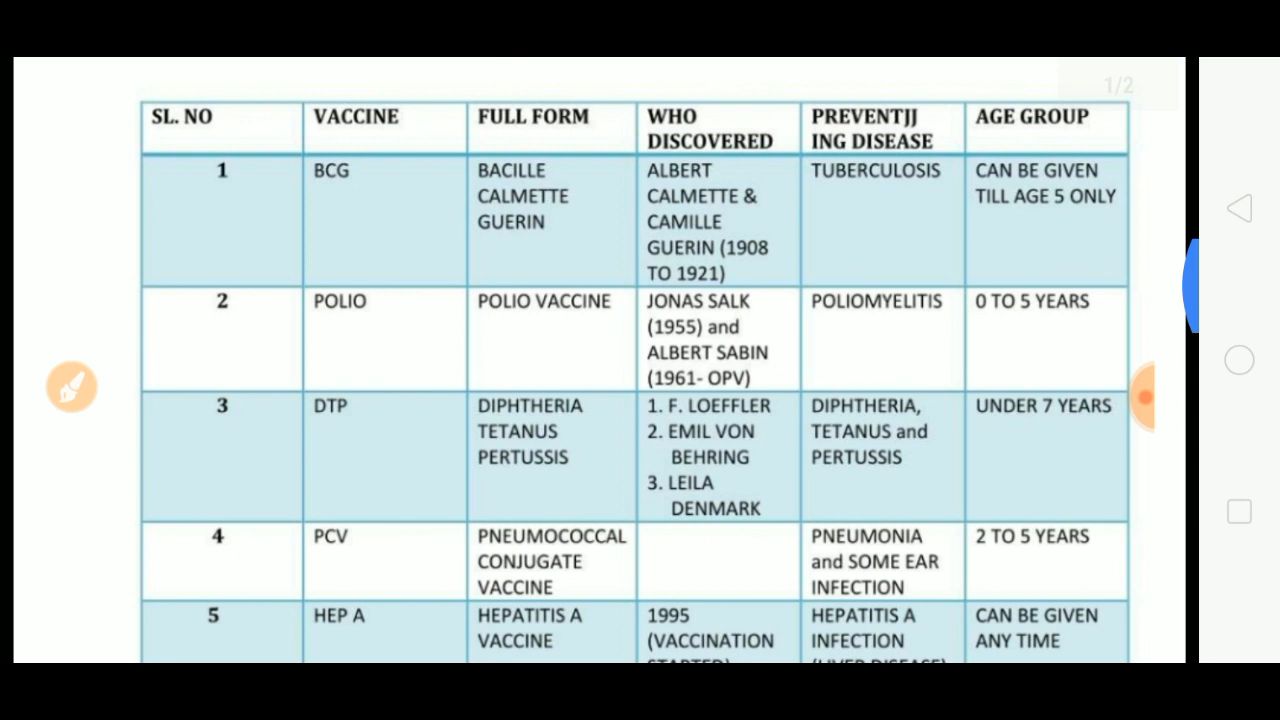 1/2
SL. NO VACCINE FULL FORM WHO DISCOVERED PREVENTJJ ING DISEASE AGE GROUP
1 BCG BACILLE CALMETTE GUERIN ALBERT CALMETTE & CAMILLE GUERIN (1908 TO 1921) TUBERCULOSIS CAN BE GIVEN TILL AGE 5 ONLY
2 POLIO POLIO VACCINE JONAS SALK (1955) and ALBERT SABIN (1961- OPV) POLIOMYELITIS 0 TO 5 YEARS
3 DTP DIPHTHERIA TETANUS PERTUSSIS 1. F. LOEFFLER 2. EMIL VON BEHRING 3. LEILA DENMARK DIPHTHERIA, TETANUS and PERTUSSIS UNDER 7 YEARS
4 PCV PNEUMOCOCCAL CONJUGATE VACCINE PNEUMONIA and SOME EAR INFECTION 2 TO 5 YEARS
5 HEP A HEPATITIS A VACCINE 1995 (VACCINATION STARTED) HEPATITIS A INFECTION (LIVER DISEASE) CAN BE GIVEN ANY TIME